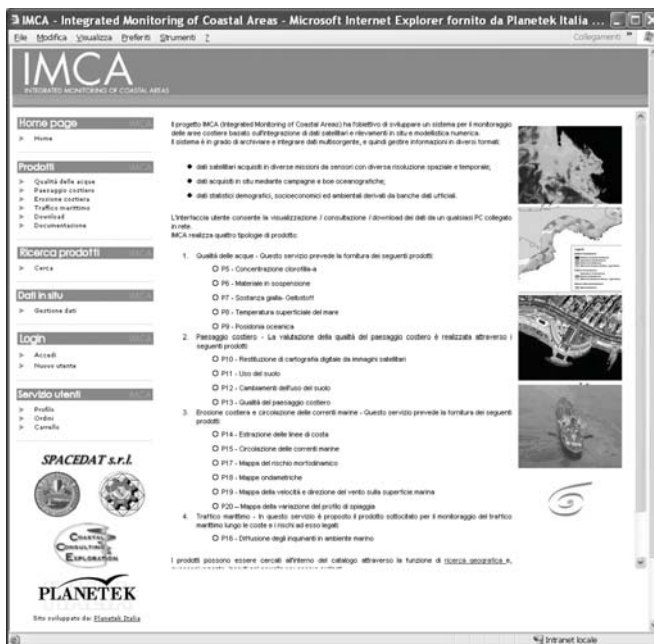 IMCA - Integrated Monitoring of Coastal Areas - Microsoft Internet Explorer fornito da Planetek Italia ...
File Modifica Visualizza Preferiti Strumenti ?
Collegamenti »
IMCA
INTEGRATED MONITORING OF COASTAL AREAS
Home page IMCA
> Home
Prodotti IMCA
> Qualità delle acque
> Paesaggio costiero
> Erosione costiera
> Traffico marittimo
> Download
> Documentazione
Ricerca prodotti IMCA
> Cerca
Dati in situ IMCA
> Gestione dati
Login IMCA
> Accedi
> Nuovo utente
Servizio utenti IMCA
> Profilo
> Ordini
> Carrello
SPACEDAT s.r.l.
COASTAL
CONSULTING
EXPLORATION
PLANETEK
Sito sviluppato da: Planetek Italia
Il progetto IMCA (Integrated Monitoring of Coastal Areas) ha l'obiettivo di sviluppare un sistema per il monitoraggio
delle aree costiere basato sull'integrazione di dati satellitari e rilevamenti in situ e modellistica numerica.
Il sistema è in grado di archiviare e integrare dati multisorgente, e quindi gestire informazioni in diversi formati:
● dati satellitari acquisiti in diverse missioni da sensori con diversa risoluzione spaziale e temporale;
● dati acquisiti in situ mediante campagne e boe oceanografiche;
● dati statistici demografici, socioeconomici ed ambientali derivati da banche dati ufficiali.
L'interfaccia utente consente la visualizzazione / consultazione / download dei dati da un qualsiasi PC collegato
in rete.
IMCA realizza quattro tipologie di prodotto:
1. Qualità delle acque - Questo servizio prevede la fornitura dei seguenti prodotti:
O P5 - Concentrazione clorofilla-a
O P6 - Materiale in sospensione
O P7 - Sostanza gialla- Gelbstoff
O P8 - Temperatura superficiale del mare
O P9 - Posidonia oceanica
2. Paesaggio costiero - La valutazione della qualità del paesaggio costiero è realizzata attraverso i
seguenti prodotti:
O P10 - Restituzione di cartografia digitale da immagini satellitari
O P11 - Uso del suolo
O P12 - Cambiamenti dell'uso del suolo
O P13 - Qualità del paesaggio costiero
3. Erosione costiera e circolazione delle correnti marine - Questo servizio prevede la fornitura dei seguenti
prodotti:
O P14 - Estrazione delle linee di costa
O P15 - Circolazione delle correnti marine
O P17 - Mappa del rischio morfodinamico
O P18 - Mappe ondametriche
O P19 - Mappa della velocità e direzione del vento sulla superficie marina
O P20 – Mappa della variazione del profilo di spiaggia
4. Traffico marittimo - In questo servizio è proposto il prodotto sottocitato per il monitoraggio del traffico
marittimo lungo le coste e i rischi ad esso legati:
O P16 - Diffusione degli inquinanti in ambiente marino
I prodotti possono essere cercati all'interno del catalogo attraverso la funzione di ricerca geografica e,
Intranet locale